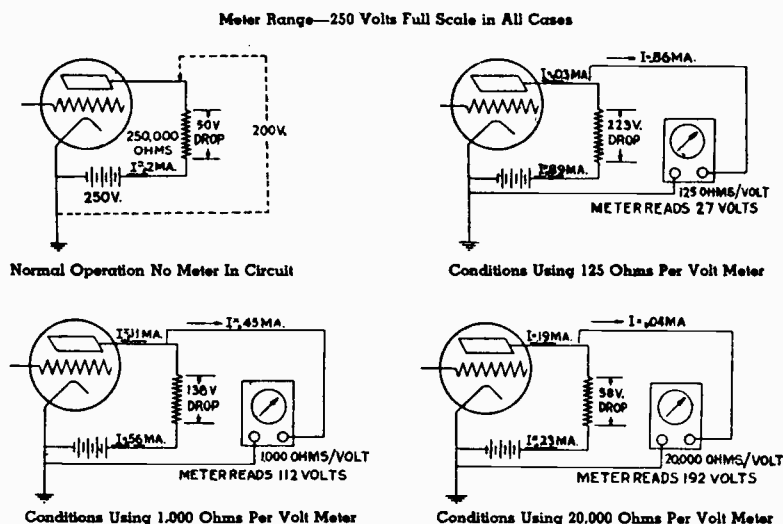 Meter Range—250 Volts Full Scale in All Cases
250,000
OHMS
50V
DROP
200V.
I=.2MA.
250V.
Normal Operation No Meter In Circuit
I=.03MA.
I=.86MA.
223V.
DROP
I=.89MA.
125 OHMS/VOLT
METER READS 27 VOLTS
Conditions Using 125 Ohms Per Volt Meter
I=.11MA.
I=.45MA.
138V
DROP
I=.56MA.
1,000 OHMS/VOLT
METER READS 112 VOLTS
Conditions Using 1,000 Ohms Per Volt Meter
I=.19MA.
I=.04MA
58V.
DROP
I=.23MA.
20,000 OHMS/VOLT
METER READS 192 VOLTS
Conditions Using 20,000 Ohms Per Volt Meter